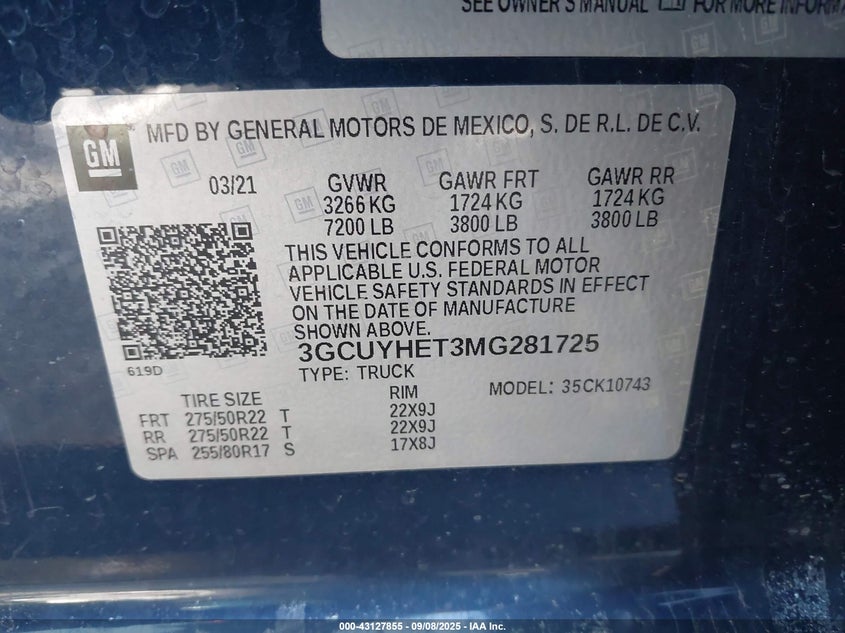 SEE OWNER'S MANUAL FOR MORE INFORMA
GM
MFD BY GENERAL MOTORS DE MEXICO, S. DE R.L. DE C.V.
03/21 GVWR GAWR FRT GAWR RR
3266 KG 1724 KG 1724 KG
7200 LB 3800 LB 3800 LB
THIS VEHICLE CONFORMS TO ALL
APPLICABLE U.S. FEDERAL MOTOR
VEHICLE SAFETY STANDARDS IN EFFECT
ON THE DATE OF MANUFACTURE
SHOWN ABOVE.
3GCUYHET3MG281725
619D
TYPE: TRUCK MODEL: 35CK10743
TIRE SIZE RIM
FRT 275/50R22 T 22X9J
RR 275/50R22 T 22X9J
SPA 255/80R17 S 17X8J
000-43127855 - 09/08/2025 - IAA Inc.